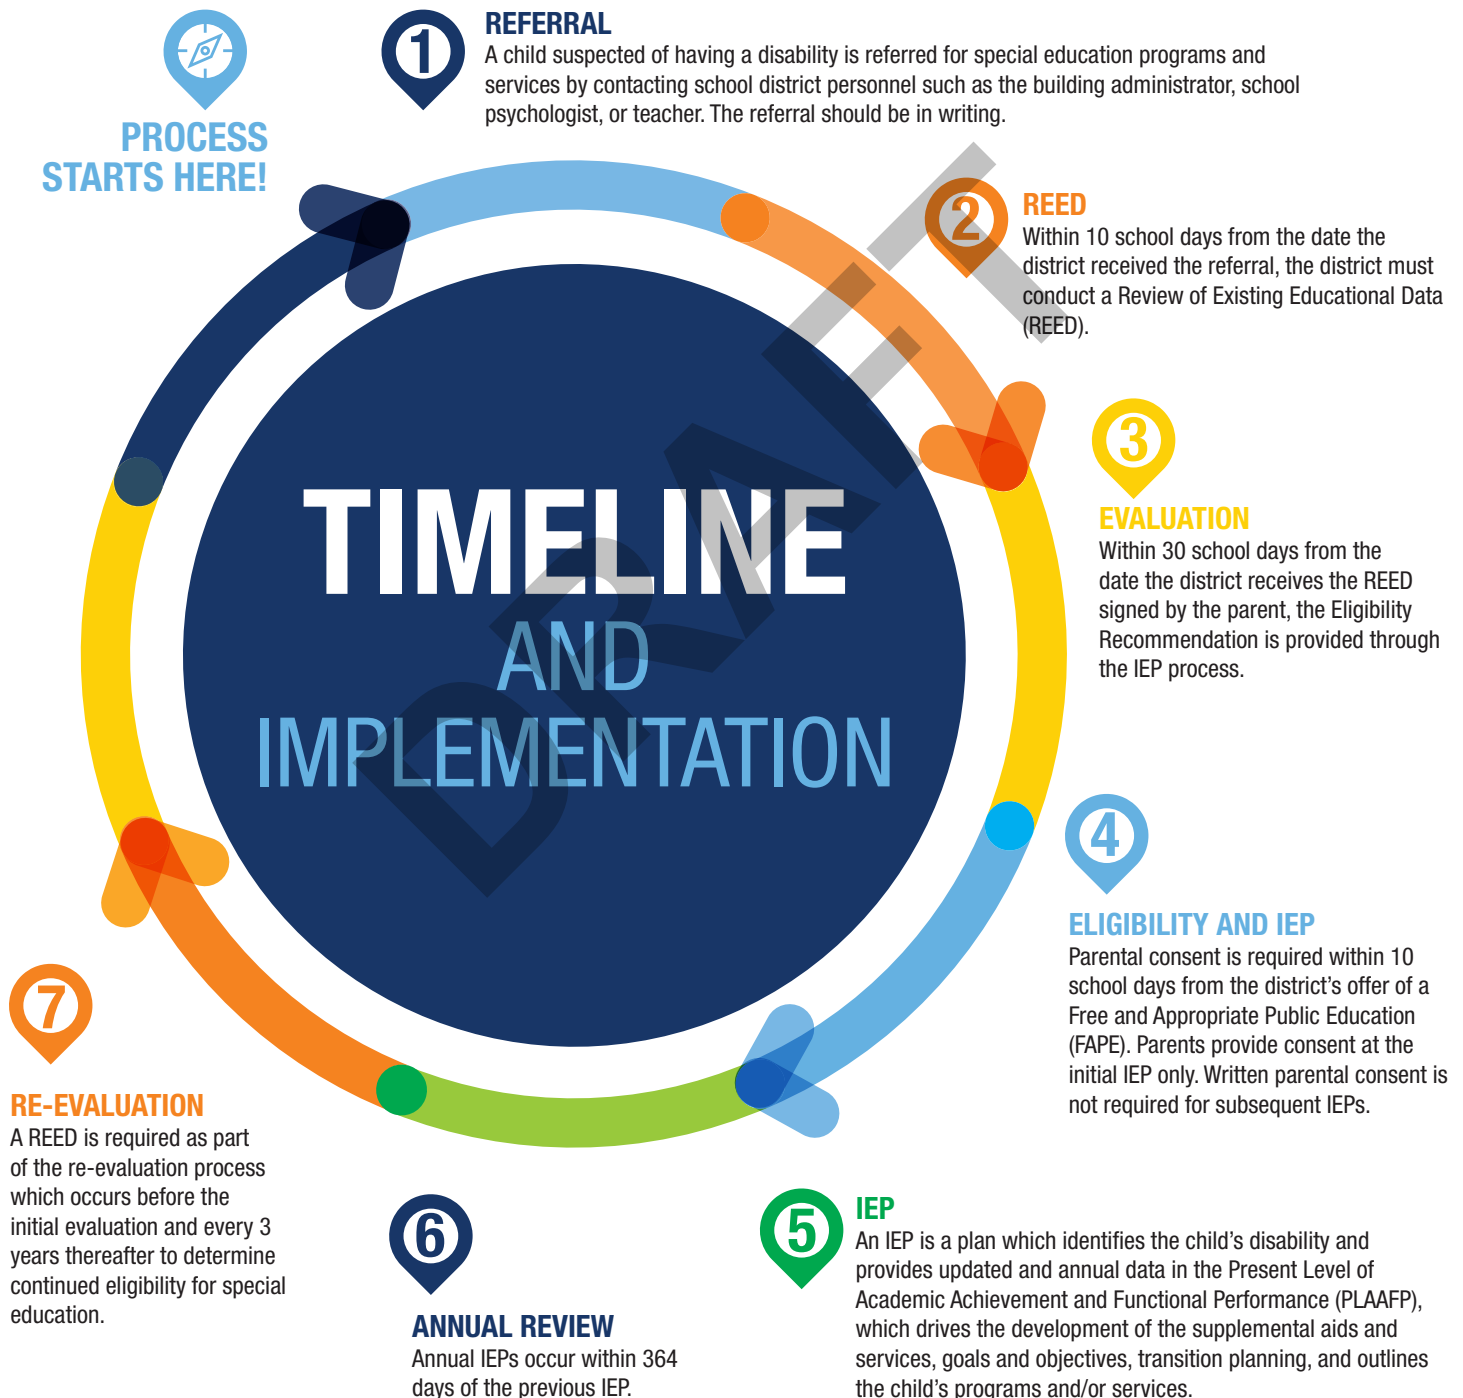 PROCESS
STARTS HERE!
1
REFERRAL
A child suspected of having a disability is referred for special education programs and
services by contacting school district personnel such as the building administrator, school
psychologist, or teacher. The referral should be in writing.
2
REED
Within 10 school days from the date the
district received the referral, the district must
conduct a Review of Existing Educational Data
(REED).
3
EVALUATION
Within 30 school days from the
date the district receives the REED
signed by the parent, the Eligibility
Recommendation is provided through
the IEP process.
TIMELINE
AND
IMPLEMENTATION
DRAFT
4
ELIGIBILITY AND IEP
Parental consent is required within 10
school days from the district’s offer of a
Free and Appropriate Public Education
(FAPE). Parents provide consent at the
initial IEP only. Written parental consent is
not required for subsequent IEPs.
5
IEP
An IEP is a plan which identifies the child’s disability and
provides updated and annual data in the Present Level of
Academic Achievement and Functional Performance (PLAAFP),
which drives the development of the supplemental aids and
services, goals and objectives, transition planning, and outlines
the child’s programs and/or services.
6
ANNUAL REVIEW
Annual IEPs occur within 364
days of the previous IEP.
7
RE-EVALUATION
A REED is required as part
of the re-evaluation process
which occurs before the
initial evaluation and every 3
years thereafter to determine
continued eligibility for special
education.